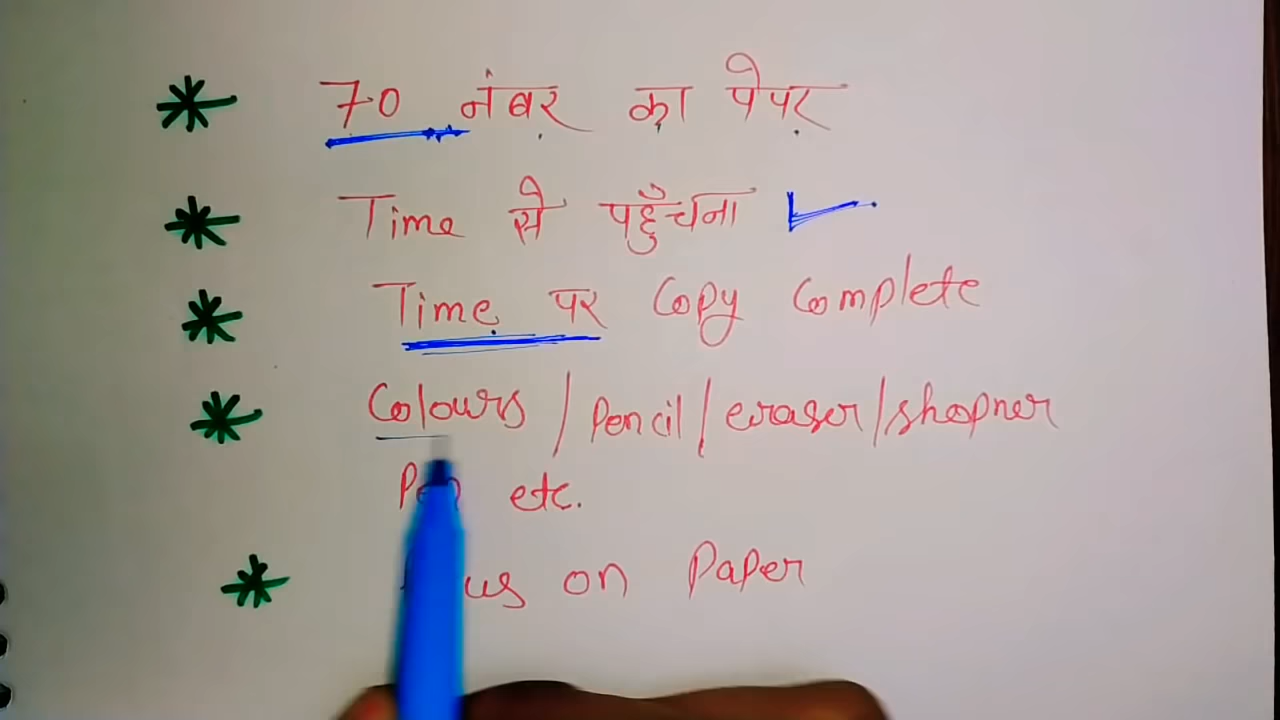 70 नंबर का पेपर
Time से पहुँचना
Time पर Copy Complete
Colours / Pencil / eraser / shapner
etc.
on Paper